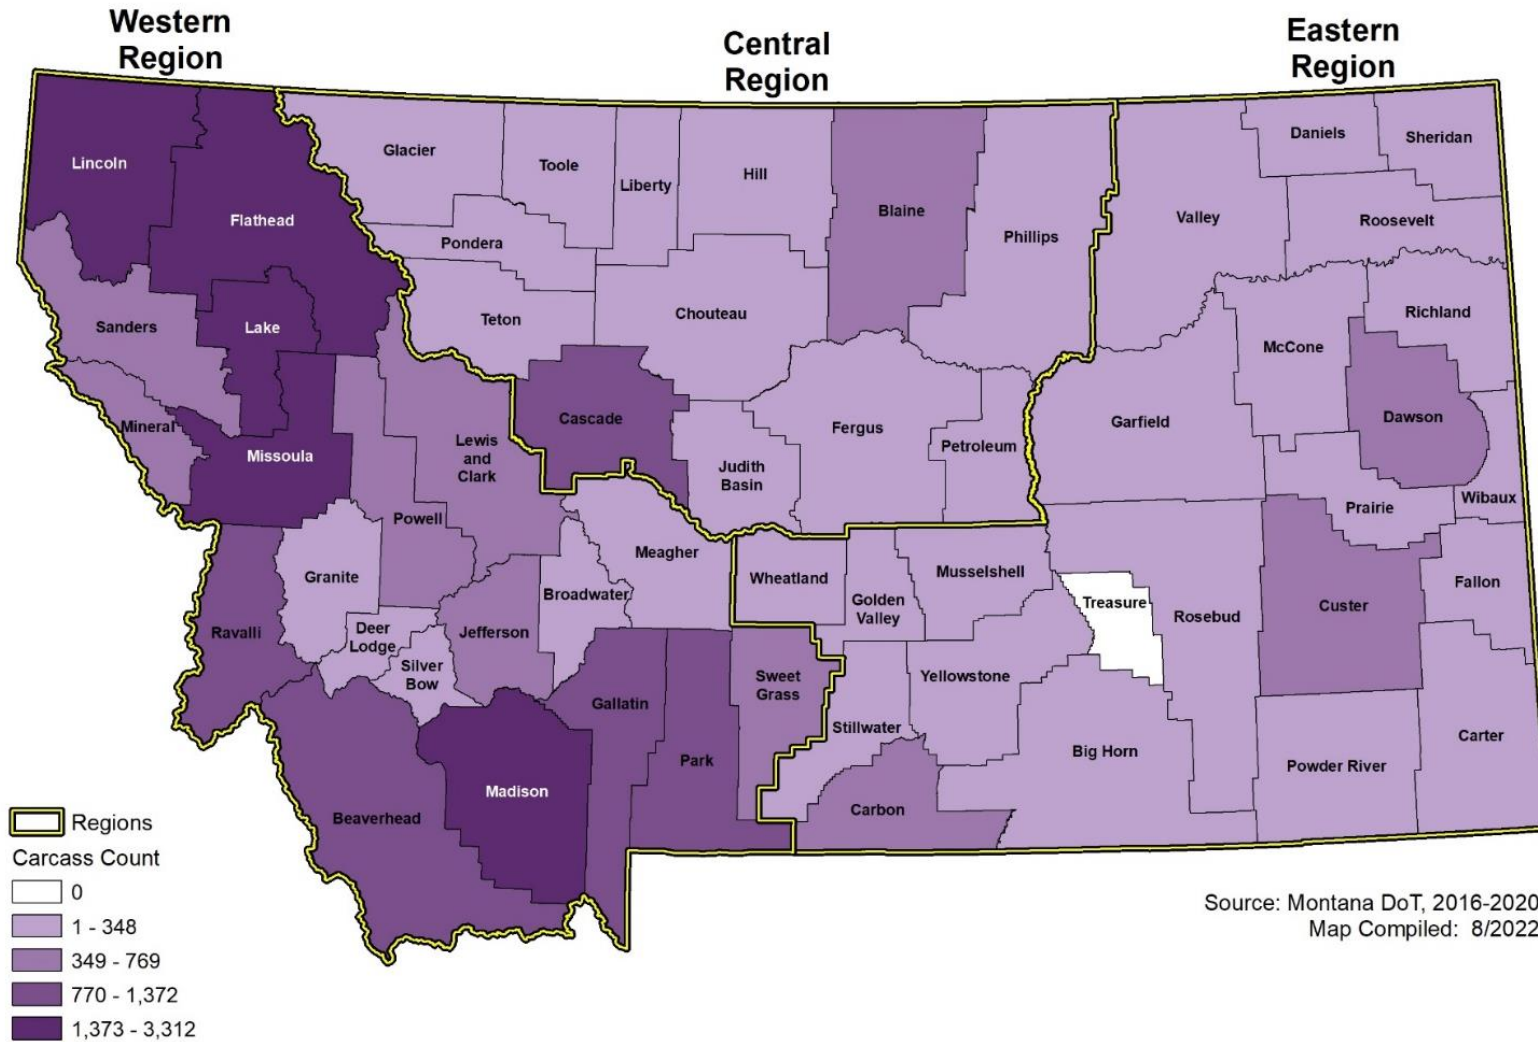 Western
Region
Central
Region
Eastern
Region
Lincoln
Flathead
Glacier
Toole
Liberty
Hill
Blaine
Phillips
Valley
Daniels
Sheridan
Roosevelt
Pondera
Teton
Chouteau
Sanders
Lake
Richland
McCone
Dawson
Garfield
Mineral
Missoula
Lewis
and
Clark
Cascade
Judith
Basin
Fergus
Petroleum
Prairie
Wibaux
Powell
Granite
Meagher
Wheatland
Golden
Valley
Musselshell
Treasure
Rosebud
Custer
Fallon
Ravalli
Deer
Lodge
Silver
Bow
Jefferson
Broadwater
Gallatin
Park
Sweet
Grass
Stillwater
Yellowstone
Big Horn
Powder River
Carter
Beaverhead
Madison
Carbon
Regions
Carcass Count
0
1 - 348
349 - 769
770 - 1,372
1,373 - 3,312
Source: Montana DoT, 2016-2020
Map Compiled: 8/2022